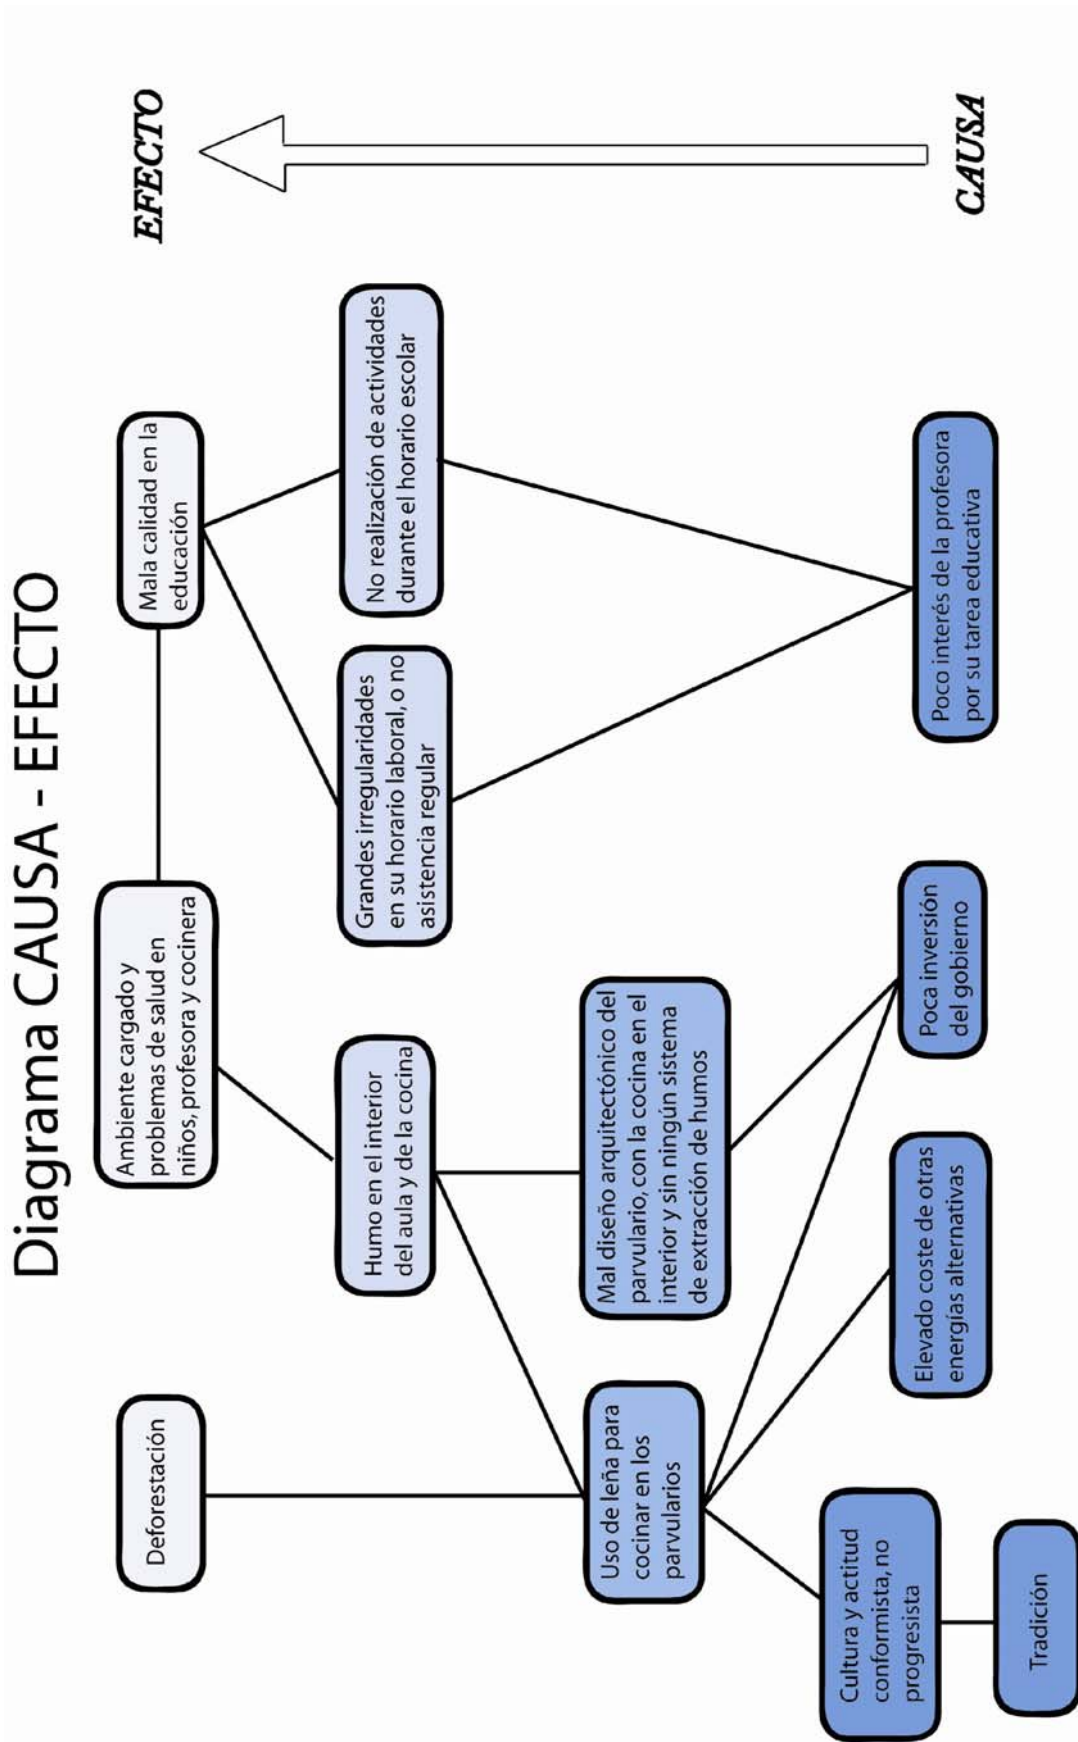 Diagrama CAUSA - EFECTO
Deforestación
Ambiente cargado y
problemas de salud en
niños, profesora y cocinera
Mala calidad en la
educación
EFECTO
Humo en el interior
del aula y de la cocina
Grandes irregularidades
en su horario laboral, o no
asistencia regular
No realización de actividades
durante el horario escolar
Uso de leña para
cocinar en los
parvularios
Mal diseño arquitectónico del
parvulario, con la cocina en el
interior y sin ningún sistema
de extracción de humos
Cultura y actitud
conformista, no
progresista
Elevado coste de otras
energías alternativas
Poca inversión
del gobierno
Poco interés de la profesora
por su tarea educativa
CAUSA
Tradición